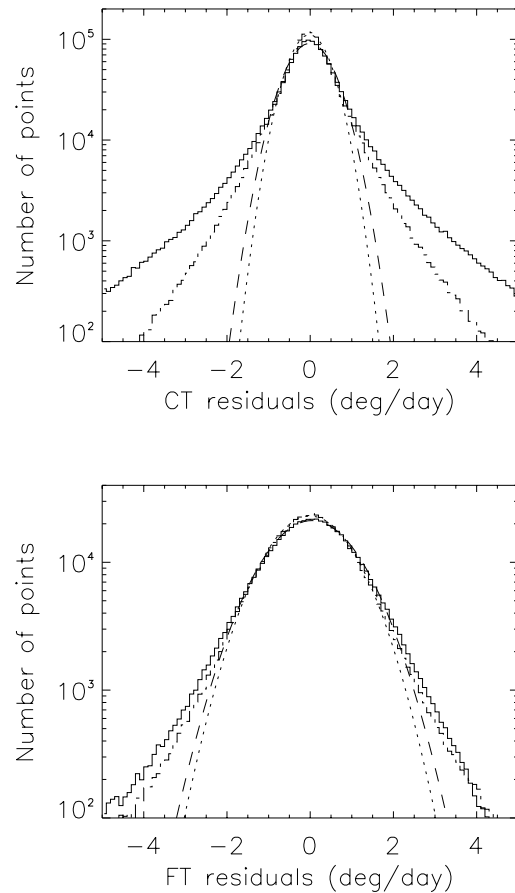 10^5
10^4
10^3
10^2
Number of points
−4 −2 0 2 4
CT residuals (deg/day)
10^4
10^3
10^2
Number of points
−4 −2 0 2 4
FT residuals (deg/day)